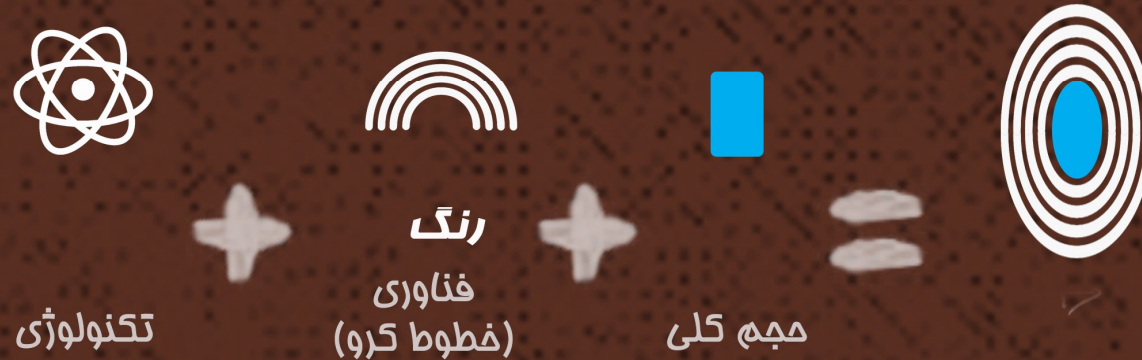 تکنولوژی
رنگ
فناوری
(خطوط کرو)
حجم کلی